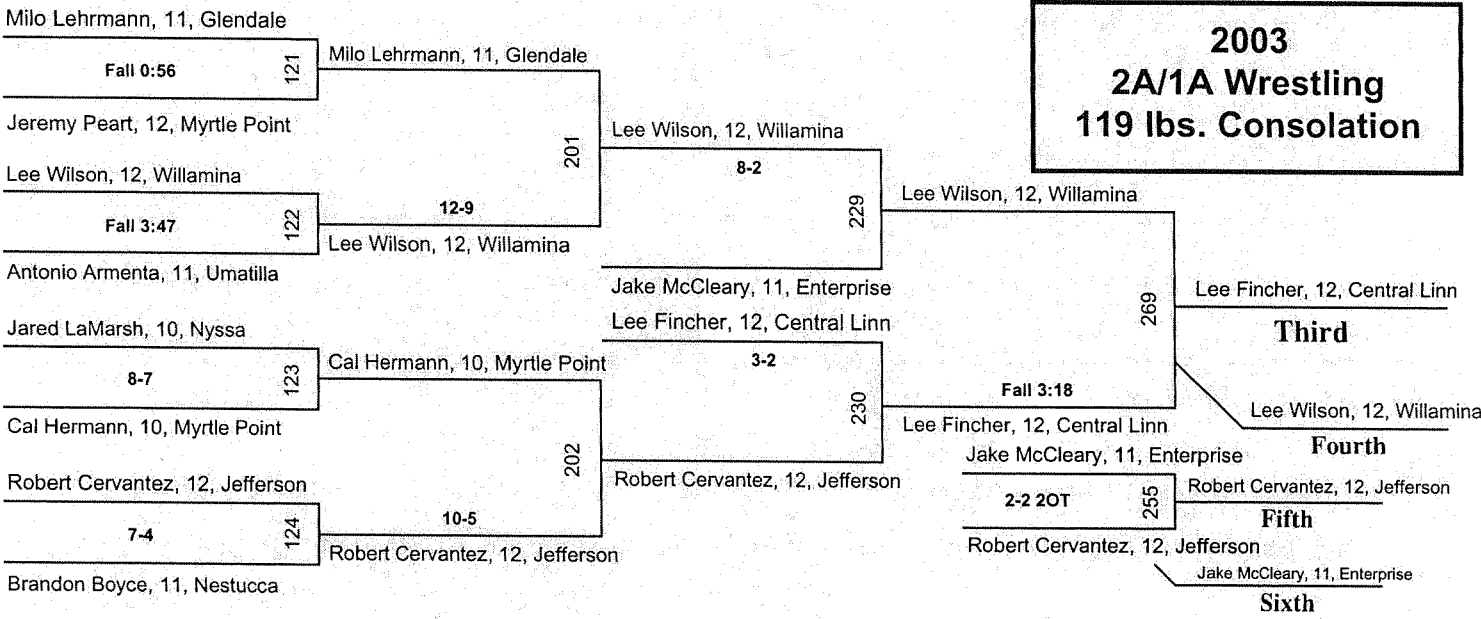 Milo Lehrmann, 11, Glendale
Fall 0:56
121
Jeremy Peart, 12, Myrtle Point
Milo Lehrmann, 11, Glendale
Lee Wilson, 12, Willamina
Fall 3:47
122
Antonio Armenta, 11, Umatilla
12-9
Lee Wilson, 12, Willamina
201
Jared LaMarsh, 10, Nyssa
8-7
123
Cal Hermann, 10, Myrtle Point
Cal Hermann, 10, Myrtle Point
Robert Cervantez, 12, Jefferson
7-4
124
Brandon Boyce, 11, Nestucca
10-5
Robert Cervantez, 12, Jefferson
202
Lee Wilson, 12, Willamina
8-2
229
Jake McCleary, 11, Enterprise
Lee Fincher, 12, Central Linn
3-2
230
Robert Cervantez, 12, Jefferson
2003
2A/1A Wrestling
119 lbs. Consolation
Lee Wilson, 12, Willamina
269
Fall 3:18
Lee Fincher, 12, Central Linn
Lee Fincher, 12, Central Linn
Third
Lee Wilson, 12, Willamina
Fourth
Jake McCleary, 11, Enterprise
2-2 2OT
255
Robert Cervantez, 12, Jefferson
Robert Cervantez, 12, Jefferson
Fifth
Jake McCleary, 11, Enterprise
Sixth